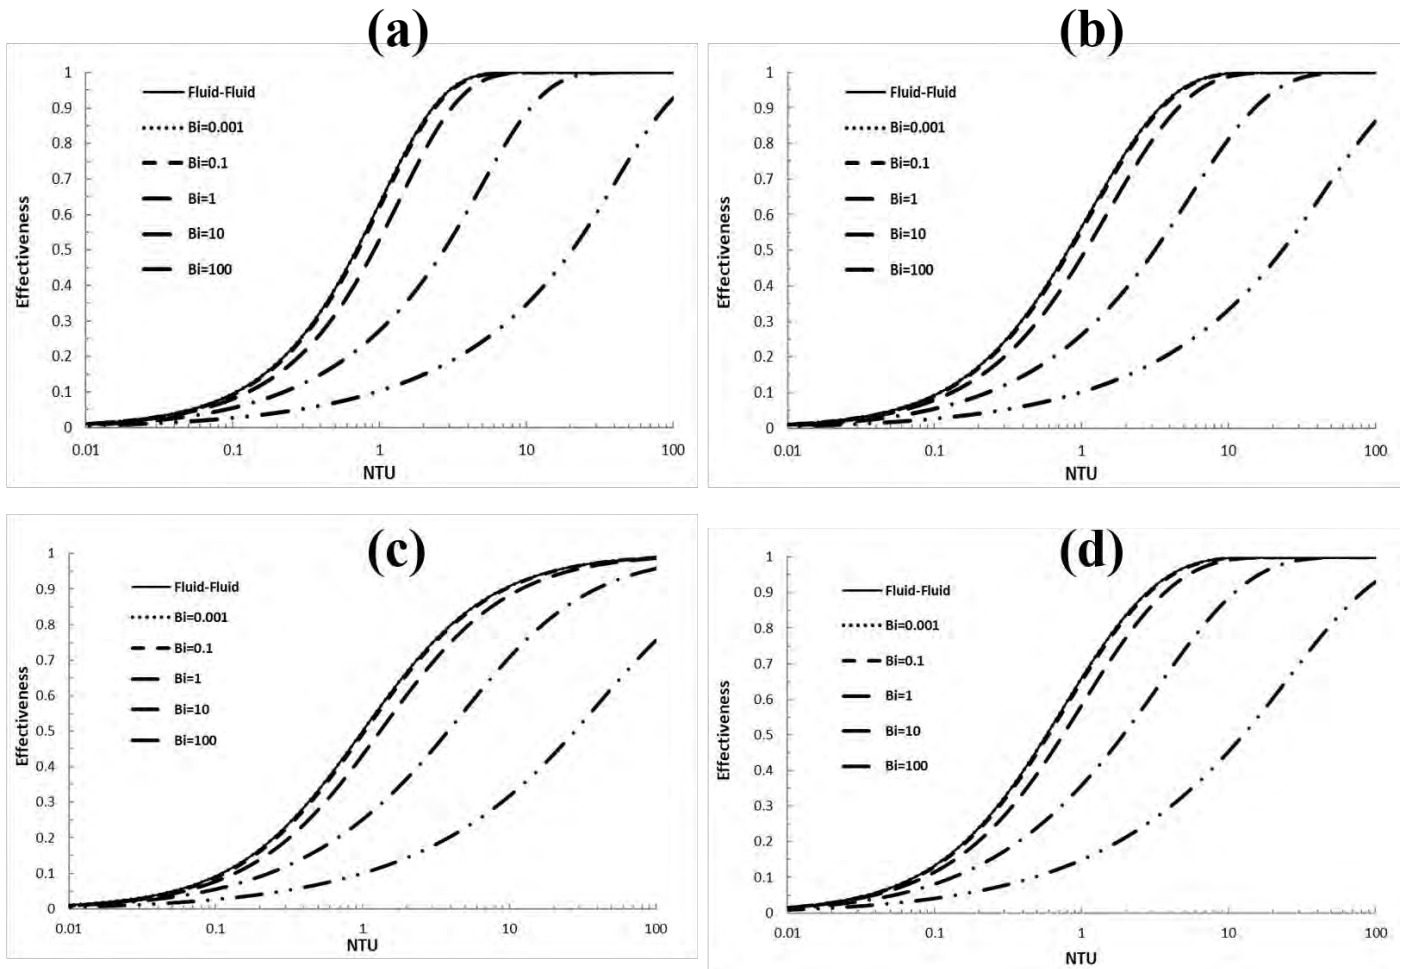 (a)
1
0.9
0.8
0.7
0.6
0.5
0.4
0.3
0.2
0.1
0
Effectiveness
Fluid-Fluid
Bi=0.001
Bi=0.1
Bi=1
Bi=10
Bi=100
0.01 0.1 1 10 100
NTU
(b)
1
0.9
0.8
0.7
0.6
0.5
0.4
0.3
0.2
0.1
0
Effectiveness
Fluid-Fluid
Bi=0.001
Bi=0.1
Bi=1
Bi=10
Bi=100
0.01 0.1 1 10 100
NTU
(c)
1
0.9
0.8
0.7
0.6
0.5
0.4
0.3
0.2
0.1
0
Effectiveness
Fluid-Fluid
Bi=0.001
Bi=0.1
Bi=1
Bi=10
Bi=100
0.01 0.1 1 10 100
NTU
(d)
1
0.9
0.8
0.7
0.6
0.5
0.4
0.3
0.2
0.1
0
Effectiveness
Fluid-Fluid
Bi=0.001
Bi=0.1
Bi=1
Bi=10
Bi=100
0.01 0.1 1 10 100
NTU